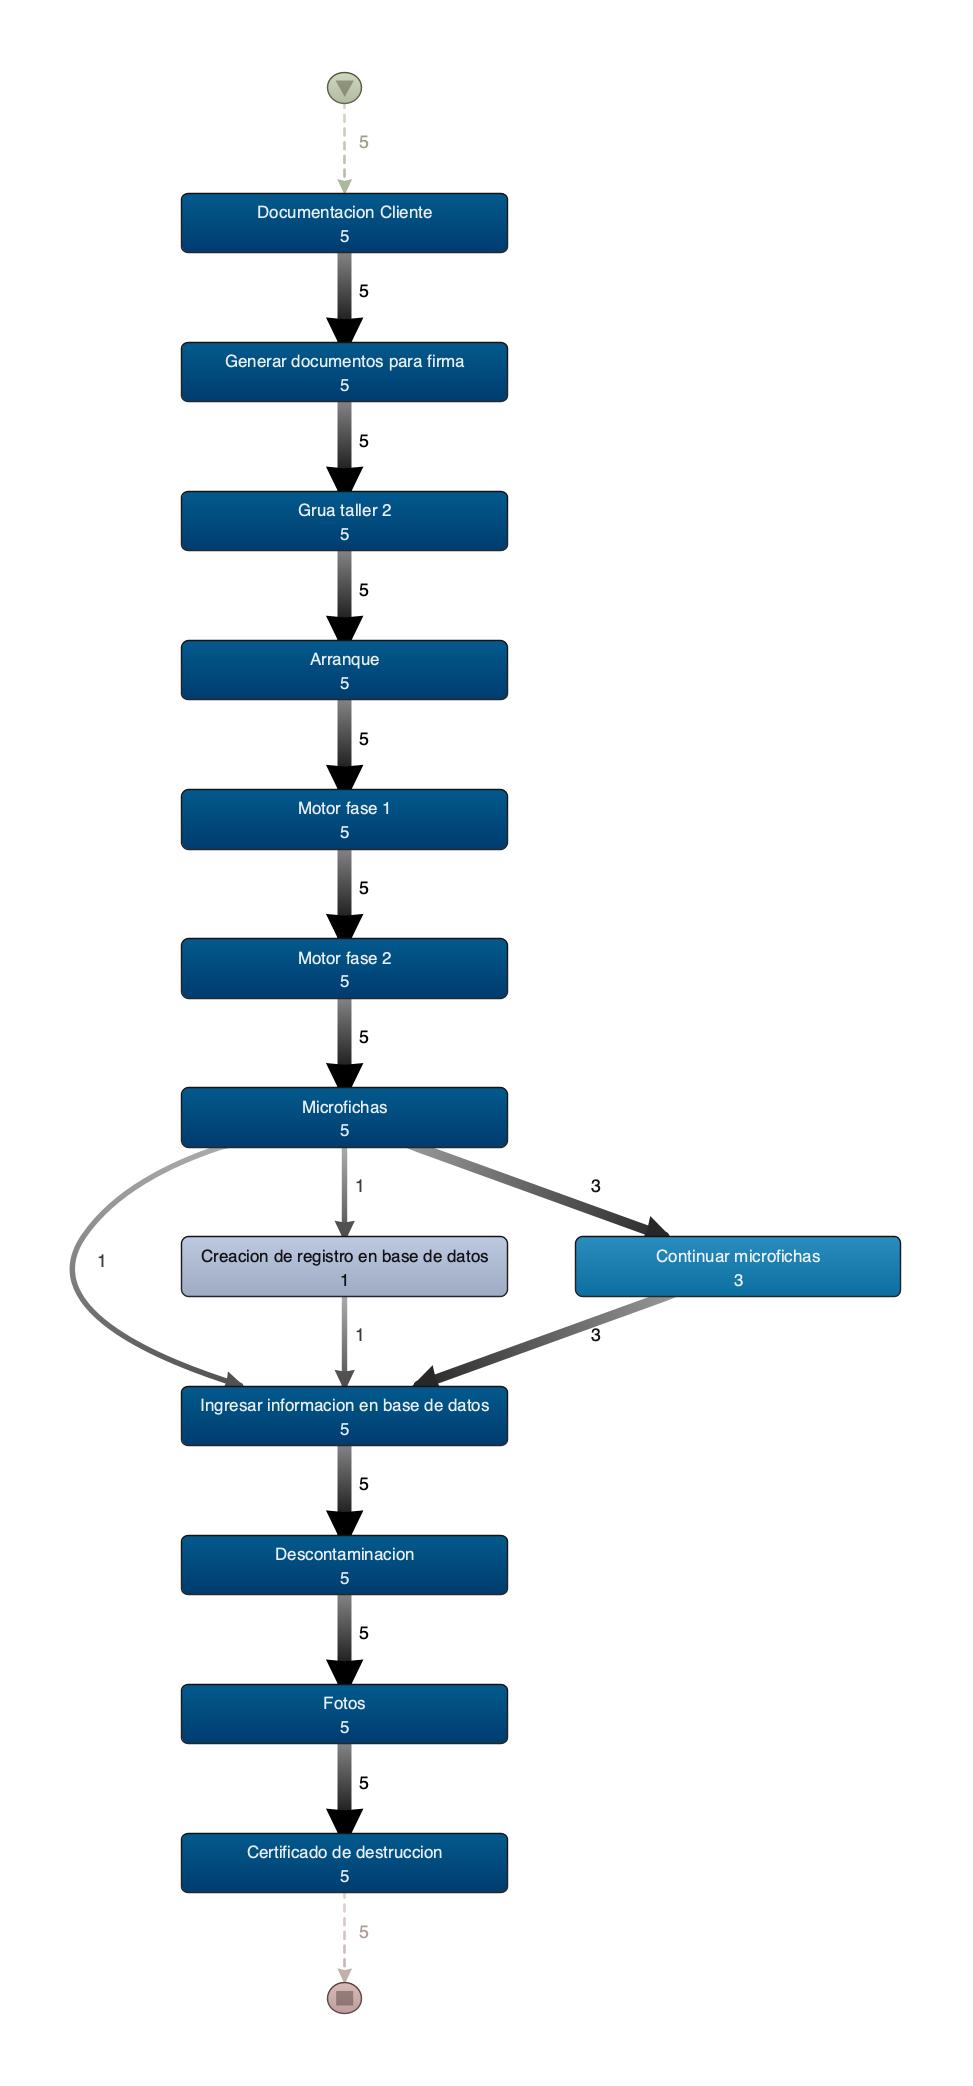 5
Documentacion Cliente
5
5
Generar documentos para firma
5
5
Grua taller 2
5
5
Arranque
5
5
Motor fase 1
5
5
Motor fase 2
5
5
Microfichas
5
1
3
1
Creacion de registro en base de datos
1
Continuar microfichas
3
1
3
Ingresar informacion en base de datos
5
5
Descontaminacion
5
5
Fotos
5
5
Certificado de destruccion
5
5